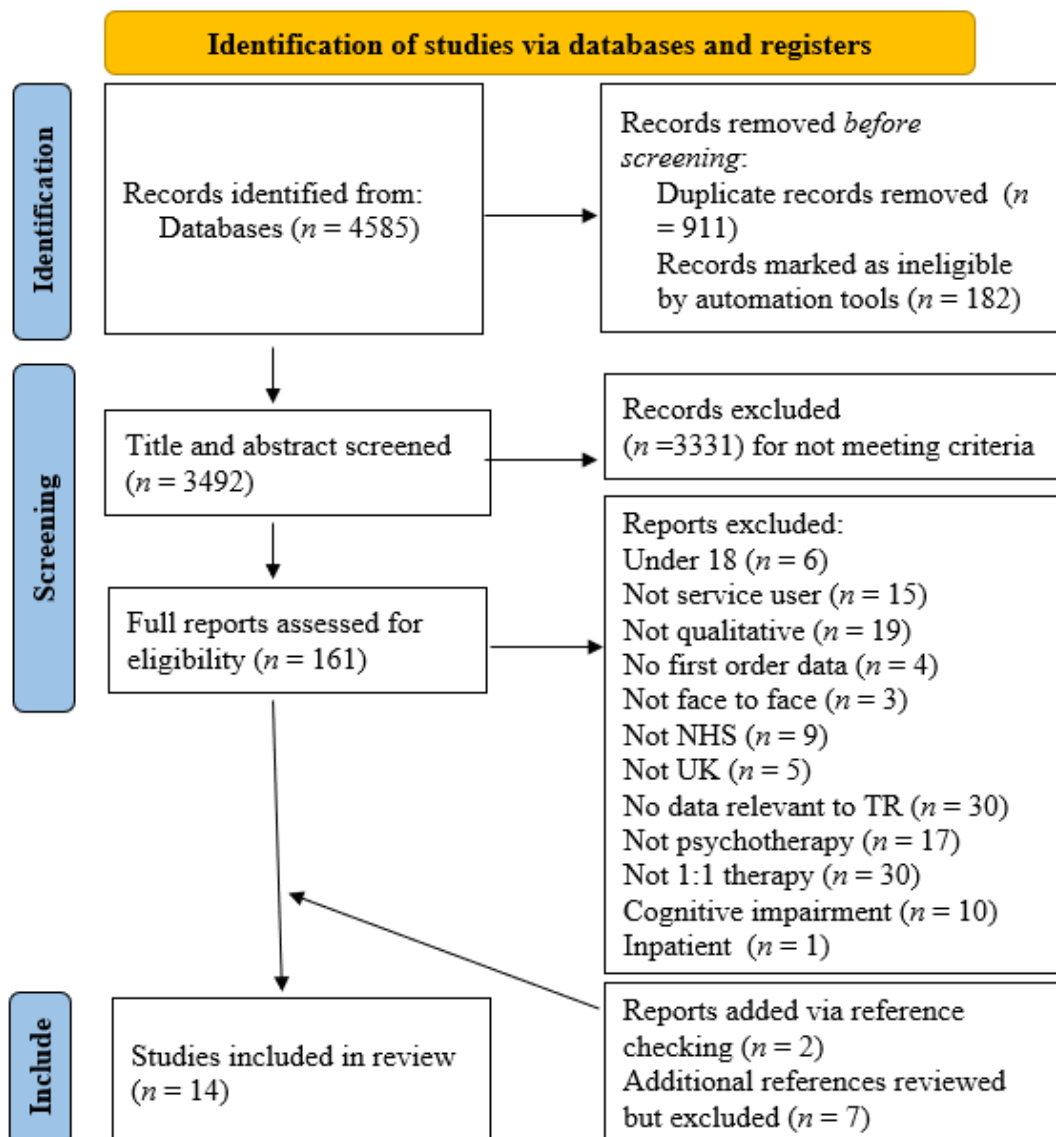 Identification of studies via databases and registers
Identification
Records identified from:
Databases (n = 4585)
Records removed before
screening:
Duplicate records removed (n
= 911)
Records marked as ineligible
by automation tools (n = 182)
Screening
Title and abstract screened
(n = 3492)
Records excluded
(n =3331) for not meeting criteria
Full reports assessed for
eligibility (n = 161)
Reports excluded:
Under 18 (n = 6)
Not service user (n = 15)
Not qualitative (n = 19)
No first order data (n = 4)
Not face to face (n = 3)
Not NHS (n = 9)
Not UK (n = 5)
No data relevant to TR (n = 30)
Not psychotherapy (n = 17)
Not 1:1 therapy (n = 30)
Cognitive impairment (n = 10)
Inpatient (n = 1)
Include
Studies included in review
(n = 14)
Reports added via reference
checking (n = 2)
Additional references reviewed
but excluded (n = 7)